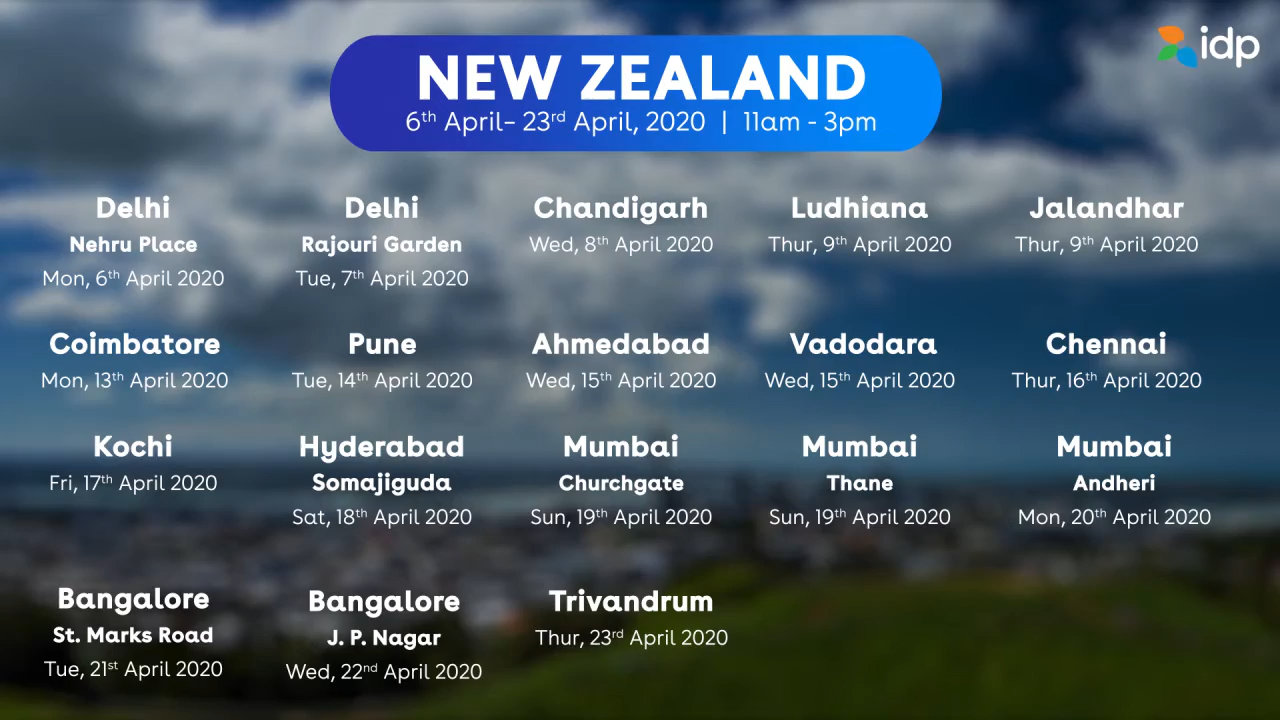 idp
NEW ZEALAND
6th April– 23rd April, 2020 | 11am - 3pm
Delhi
Nehru Place
Mon, 6th April 2020
Delhi
Rajouri Garden
Tue, 7th April 2020
Chandigarh
Wed, 8th April 2020
Ludhiana
Thur, 9th April 2020
Jalandhar
Thur, 9th April 2020
Coimbatore
Mon, 13th April 2020
Pune
Tue, 14th April 2020
Ahmedabad
Wed, 15th April 2020
Vadodara
Wed, 15th April 2020
Chennai
Thur, 16th April 2020
Kochi
Fri, 17th April 2020
Hyderabad
Somajiguda
Sat, 18th April 2020
Mumbai
Churchgate
Sun, 19th April 2020
Mumbai
Thane
Sun, 19th April 2020
Mumbai
Andheri
Mon, 20th April 2020
Bangalore
St. Marks Road
Tue, 21st April 2020
Bangalore
J. P. Nagar
Wed, 22nd April 2020
Trivandrum
Thur, 23rd April 2020